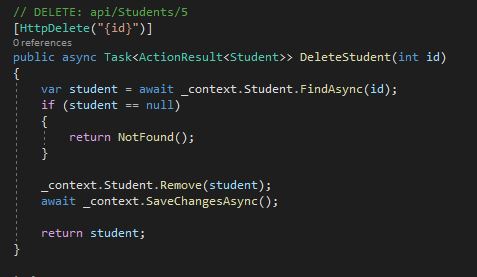 // DELETE: api/Students/5
[HttpDelete("{id}")]
0 references
public async Task<ActionResult<Student>> DeleteStudent(int id)
{
var student = await _context.Student.FindAsync(id);
if (student == null)
{
return NotFound();
}
_context.Student.Remove(student);
await _context.SaveChangesAsync();
return student;
}